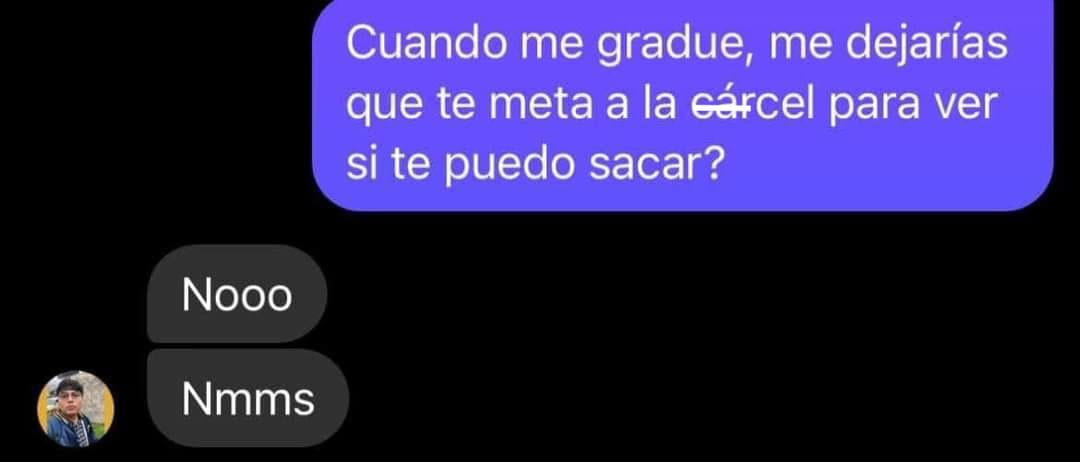 Cuando me gradue, me dejarías
que te meta a la cárcel para ver
si te puedo sacar?
Nooo
Nmms